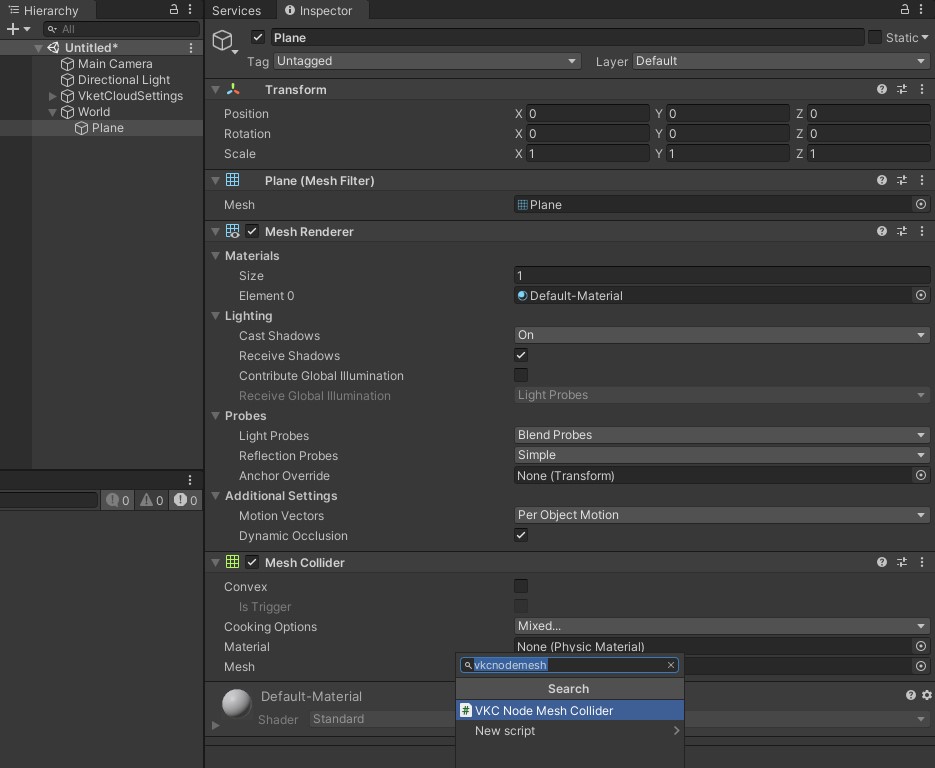 Hierarchy
All
Untitled*
Main Camera
Directional Light
VketCloudSettings
World
Plane
0 0 0
Services Inspector
Plane Static
Tag Untagged Layer Default
Transform
Position X 0 Y 0 Z 0
Rotation X 0 Y 0 Z 0
Scale X 1 Y 1 Z 1
Plane (Mesh Filter)
Mesh Plane
Mesh Renderer
Materials
Size 1
Element 0 Default-Material
Lighting
Cast Shadows On
Receive Shadows
Contribute Global Illumination
Receive Global Illumination Light Probes
Probes
Light Probes Blend Probes
Reflection Probes Simple
Anchor Override None (Transform)
Additional Settings
Motion Vectors Per Object Motion
Dynamic Occlusion
Mesh Collider
Convex
Is Trigger
Cooking Options Mixed...
Material None (Physic Material)
Mesh
Default-Material
Shader Standard
vkcnodemesh
Search
# VKC Node Mesh Collider
New script